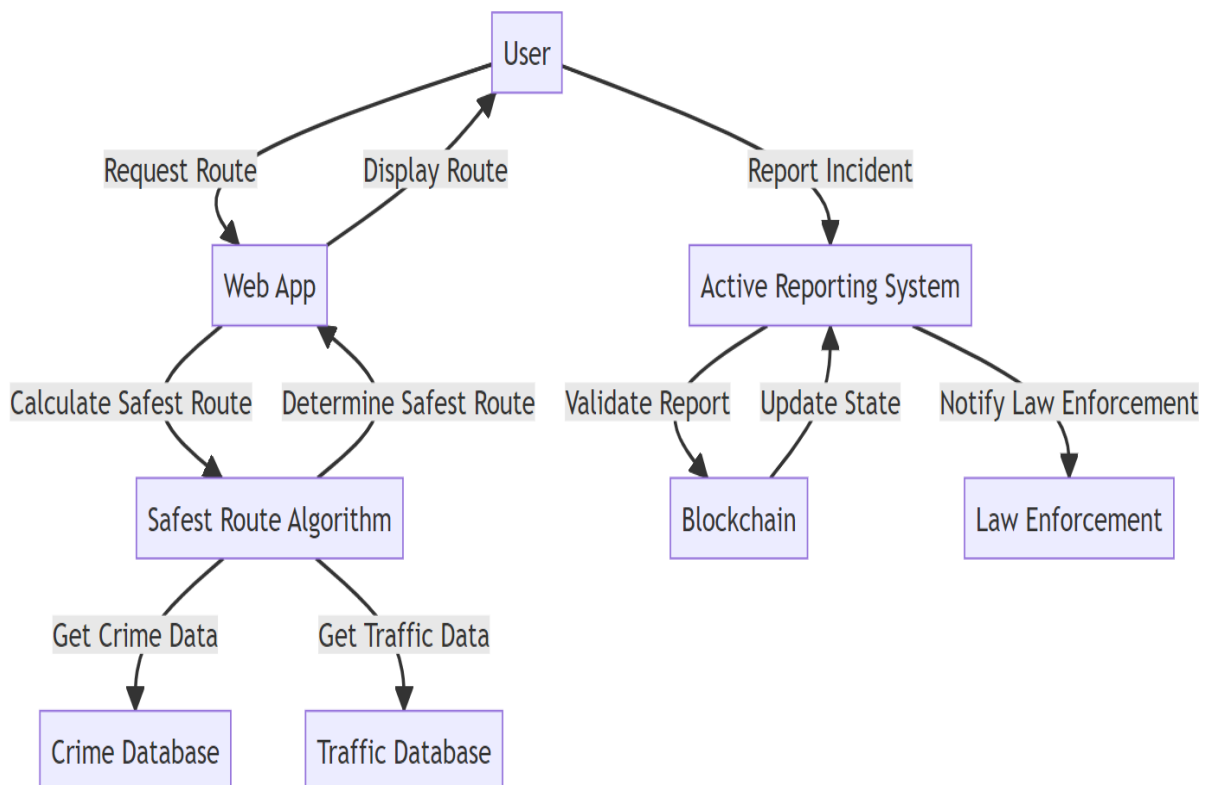 User
Request Route
Display Route
Report Incident
Web App
Active Reporting System
Calculate Safest Route
Determine Safest Route
Validate Report
Update State
Notify Law Enforcement
Safest Route Algorithm
Blockchain
Law Enforcement
Get Crime Data
Get Traffic Data
Crime Database
Traffic Database